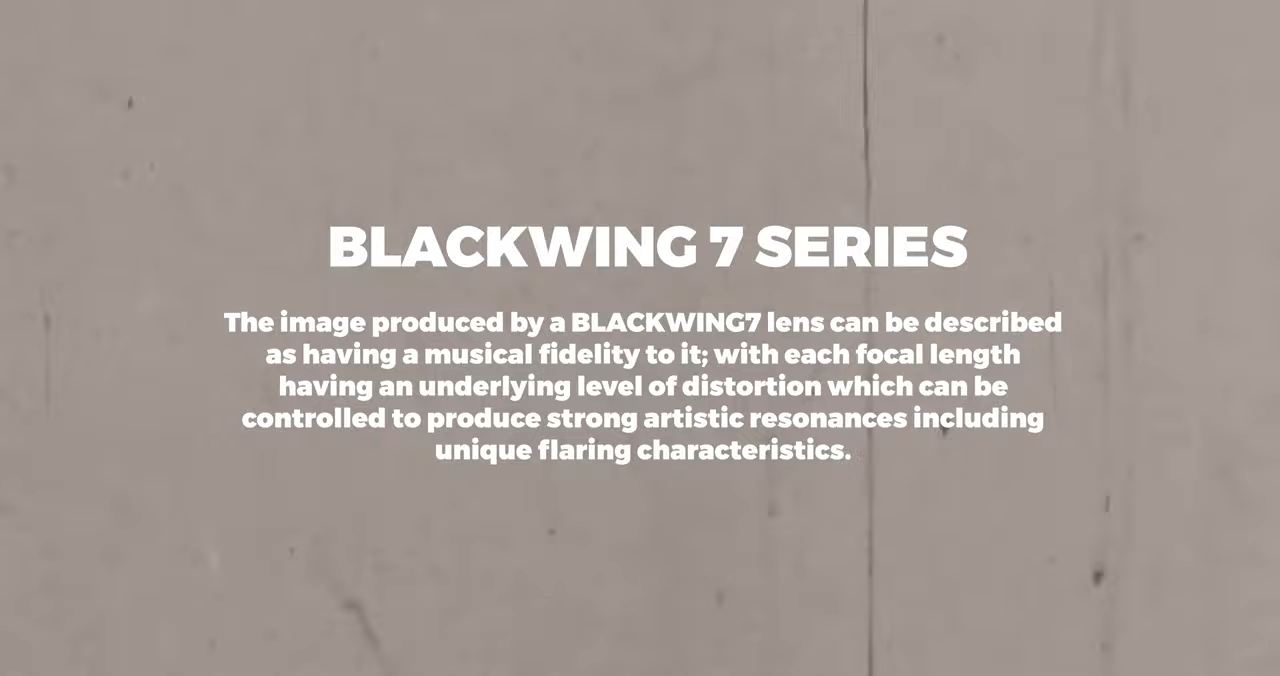 BLACKWING 7 SERIES
The image produced by a BLACKWING7 lens can be described
as having a musical fidelity to it; with each focal length
having an underlying level of distortion which can be
controlled to produce strong artistic resonances including
unique flaring characteristics.